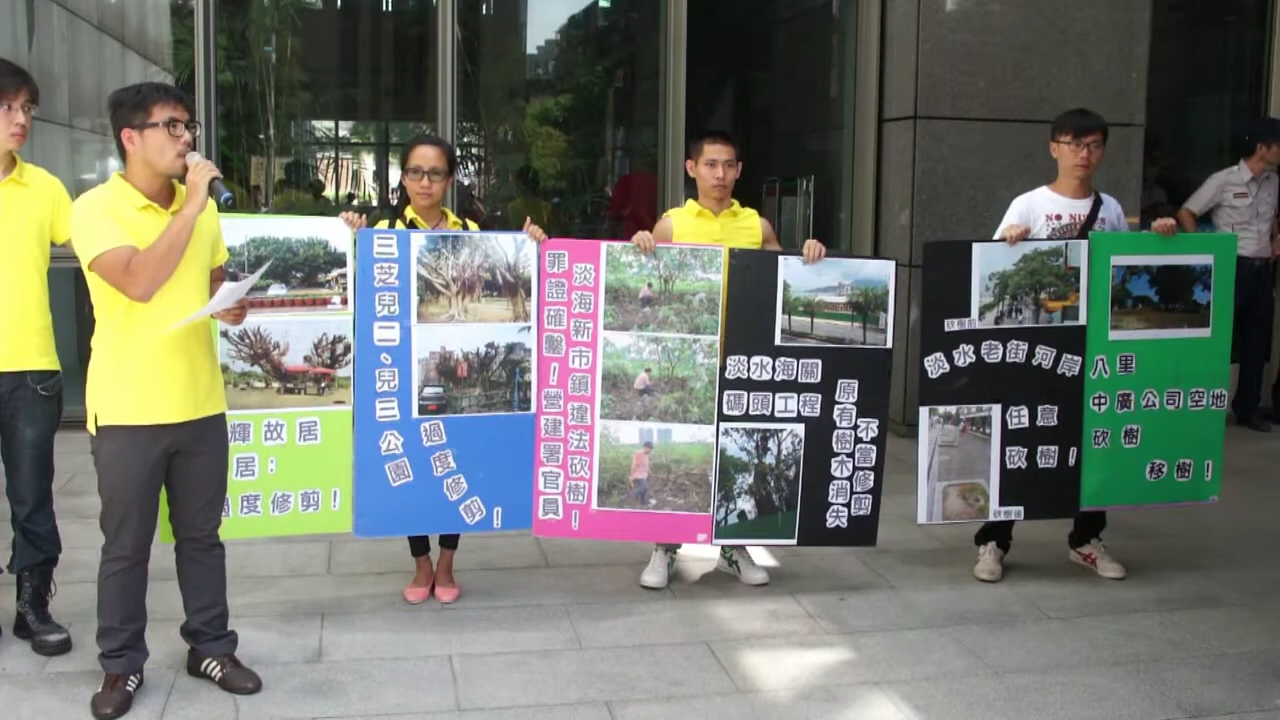 輝故居
居：
過度修剪！
三芝兒二、兒三公園
過度修剪！
淡海新市鎮違法砍樹！
罪證確鑿！營建署官員
淡水海關
碼頭工程
原有樹木消失
不當修剪
砍樹前
淡水老街河岸
任意
砍樹！
砍樹後
NO NU
八里
中廣公司空地
砍樹
移樹！